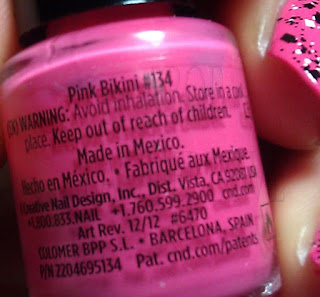 Pink Bikini #134
(EN) WARNING: Avoid inhalation. Store in a cool
place. Keep out of reach of children.
Made in Mexico.
Hecho en México. • Fabriqué aux Mexique
Creative Nail Design, Inc., Dist. Vista, CA 92081 USA
+1.800.833.NAIL +1.760.599.2900 cnd.com
Art Rev. 12/12 #6470
COLOMER BPP S.L. • BARCELONA, SPAIN
P/N 2204695134 Pat. cnd.com/patents